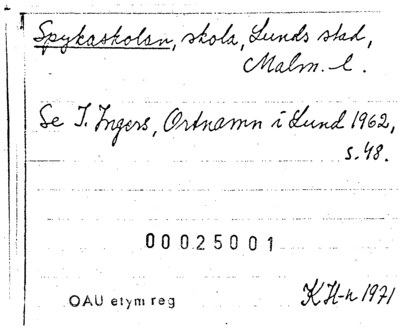 Spykaskolan, skola, Lunds stad,
Malm. l.
Se I. Ingers, Ortnamn i Lund 1962,
s. 48.
00025001
OAU etym reg
KH-n 1971